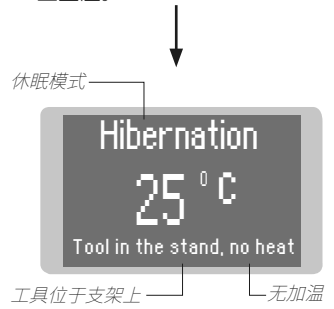 休眠模式
Hibernation
25 °C
Tool in the stand, no heat
工具位于支架上
无加温